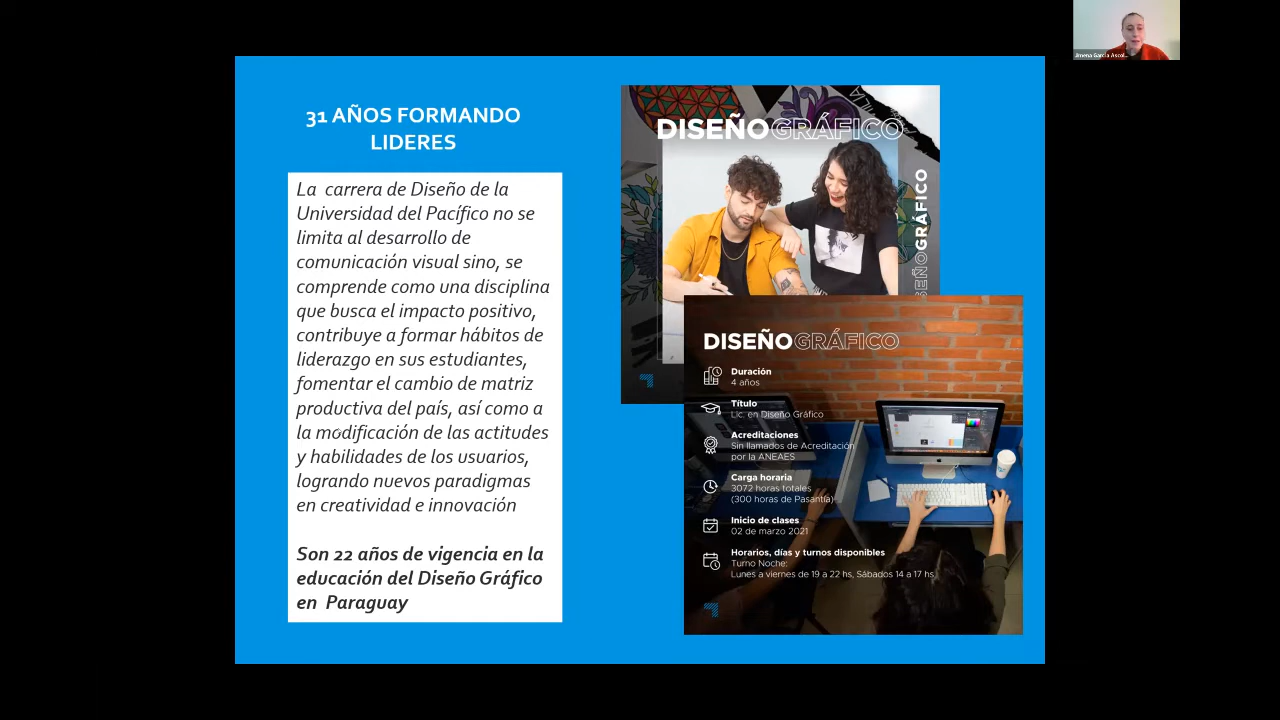 31 AÑOS FORMANDO
LIDERES
La carrera de Diseño de la
Universidad del Pacífico no se
limita al desarrollo de
comunicación visual sino, se
comprende como una disciplina
que busca el impacto positivo,
contribuye a formar hábitos de
liderazgo en sus estudiantes,
fomentar el cambio de matriz
productiva del país, así como a
la modificación de las actitudes
y habilidades de los usuarios,
logrando nuevos paradigmas
en creatividad e innovación
Son 22 años de vigencia en la
educación del Diseño Gráfico
en Paraguay
DISEÑOGRÁFICO
SEÑOGRÁFICO
DISEÑOGRÁFICO
Duración
4 años
Título
Lic. en Diseño Gráfico
Acreditaciones
Sin llamados de Acreditación
por la ANEAES
Carga horaria
3072 horas totales
(300 horas de Pasantía)
Inicio de clases
02 de marzo 2021
Horarios, días y turnos disponibles
Turno Noche:
Lunes a viernes de 19 a 22 hs, Sábados 14 a 17 hs
Jimena García Ascol...